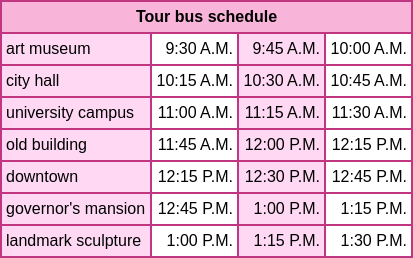 Tour bus schedule
art museum 9:30 A.M. 9:45 A.M. 10:00 A.M.
city hall 10:15 A.M. 10:30 A.M. 10:45 A.M.
university campus 11:00 A.M. 11:15 A.M. 11:30 A.M.
old building 11:45 A.M. 12:00 P.M. 12:15 P.M.
downtown 12:15 P.M. 12:30 P.M. 12:45 P.M.
governor's mansion 12:45 P.M. 1:00 P.M. 1:15 P.M.
landmark sculpture 1:00 P.M. 1:15 P.M. 1:30 P.M.